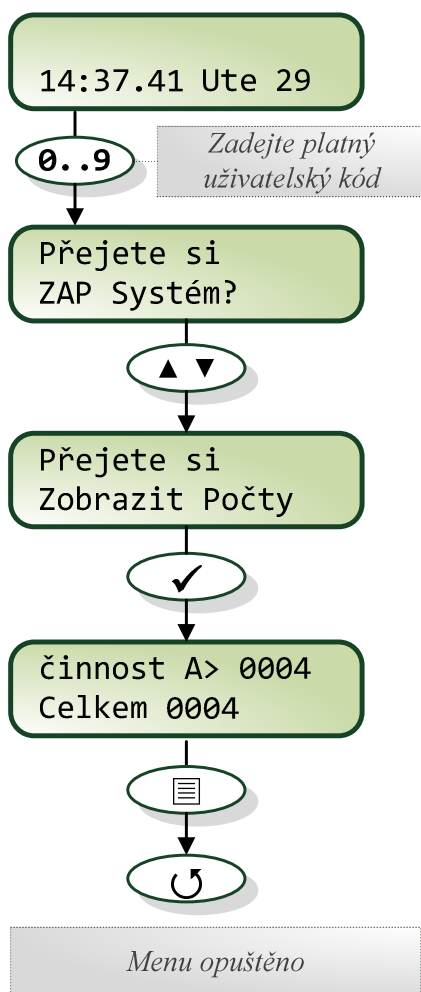 14:37.41 Ute 29
0..9
Zadejte platný
uživatelský kód
Přejete si
ZAP Systém?
▲ ▼
Přejete si
Zobrazit Počty
✓
činnost A> 0004
Celkem 0004
Menu opuštěno